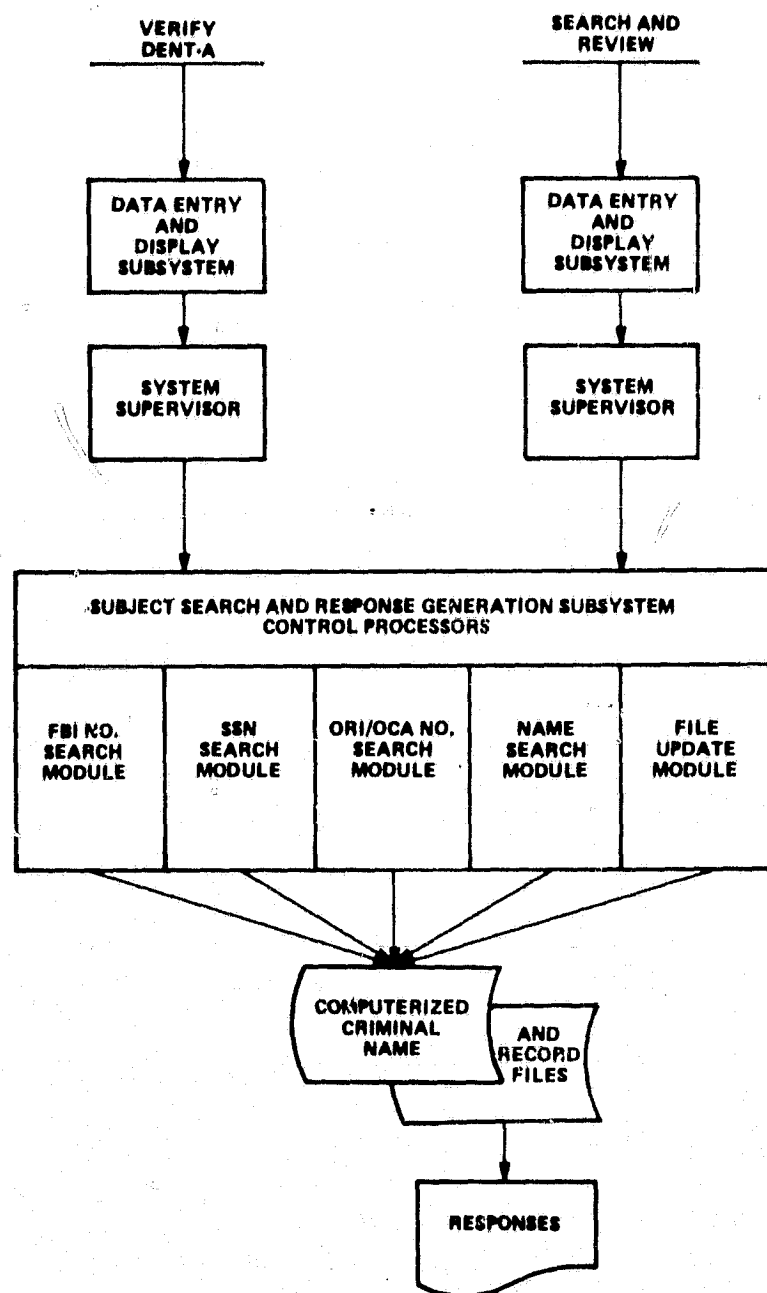 VERIFY
DENT-A
SEARCH AND
REVIEW
DATA ENTRY
AND
DISPLAY
SUBSYSTEM
DATA ENTRY
AND
DISPLAY
SUBSYSTEM
SYSTEM
SUPERVISOR
SYSTEM
SUPERVISOR
SUBJECT SEARCH AND RESPONSE GENERATION SUBSYSTEM
CONTROL PROCESSORS
FBI NO.
SEARCH
MODULE
SSN
SEARCH
MODULE
ORI/OCA NO.
SEARCH
MODULE
NAME
SEARCH
MODULE
FILE
UPDATE
MODULE
COMPUTERIZED
CRIMINAL
NAME
AND
RECORD
FILES
RESPONSES